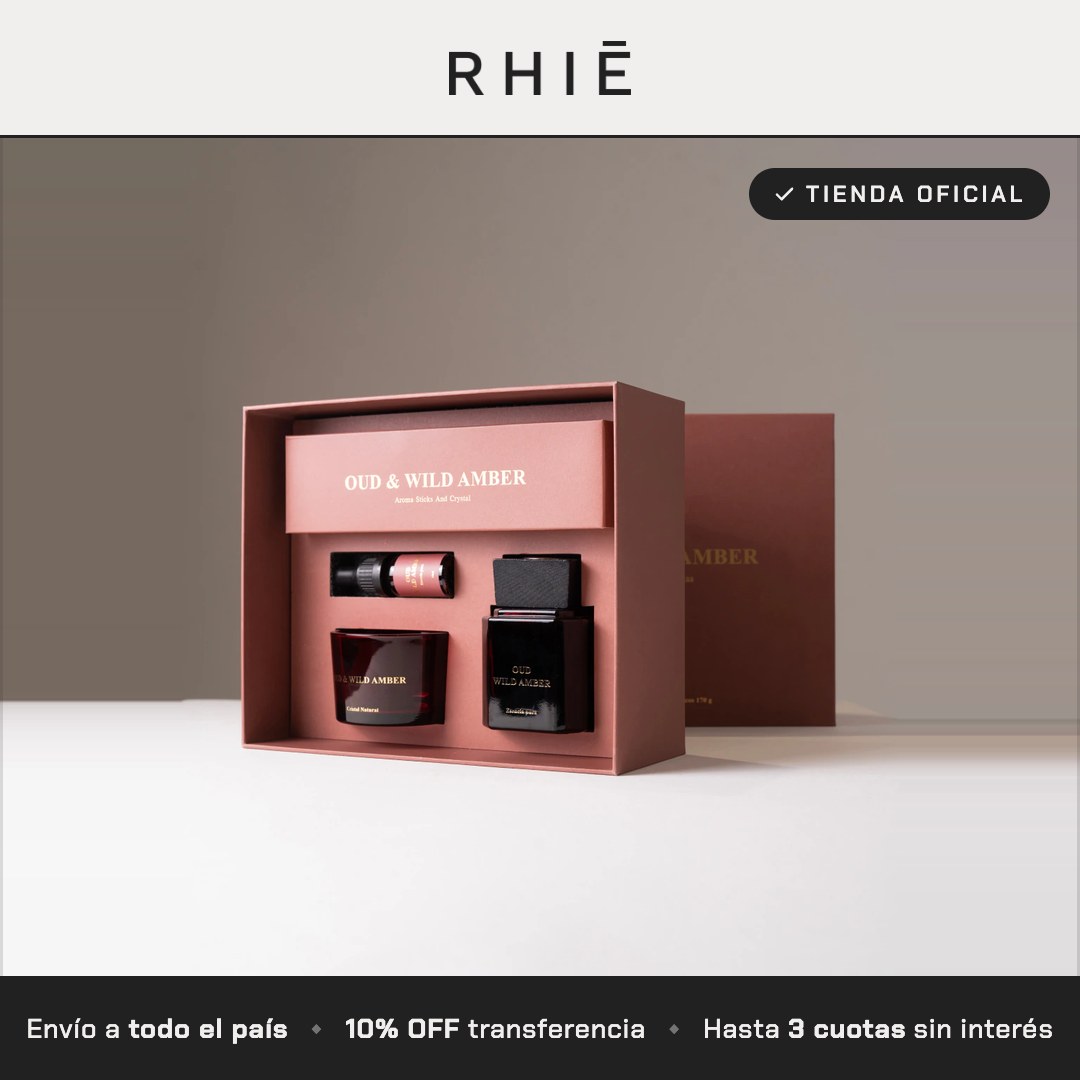 RHIĒ
✓ TIENDA OFICIAL
OUD & WILD AMBER
Aroma Sticks And Crystal
AMBER
& WILD AMBER
Cristal Natural
OUD
WILD AMBER
170 g
Envío a todo el país ◆ 10% OFF transferencia ◆ Hasta 3 cuotas sin interés